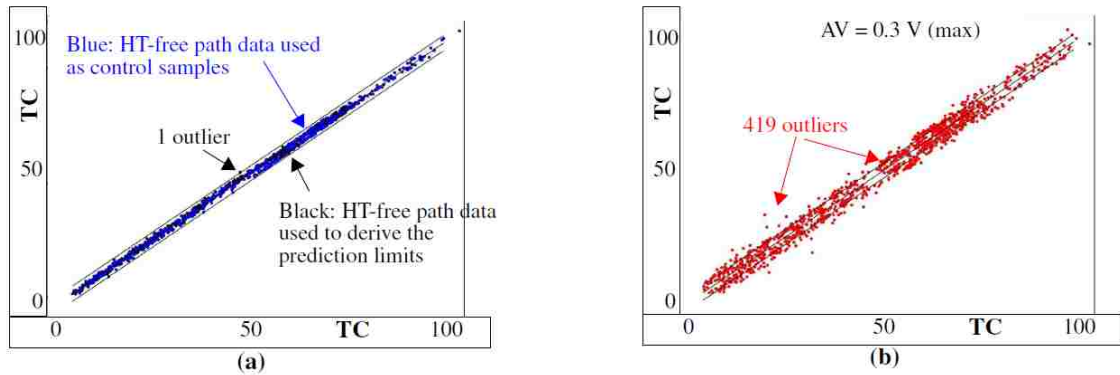 100
TC
50
0
Blue: HT-free path data used
as control samples
1 outlier
Black: HT-free path data
used to derive the
prediction limits
0
50
TC
100
(a)
100
TC
50
0
AV = 0.3 V (max)
419 outliers
0
50
TC
100
(b)